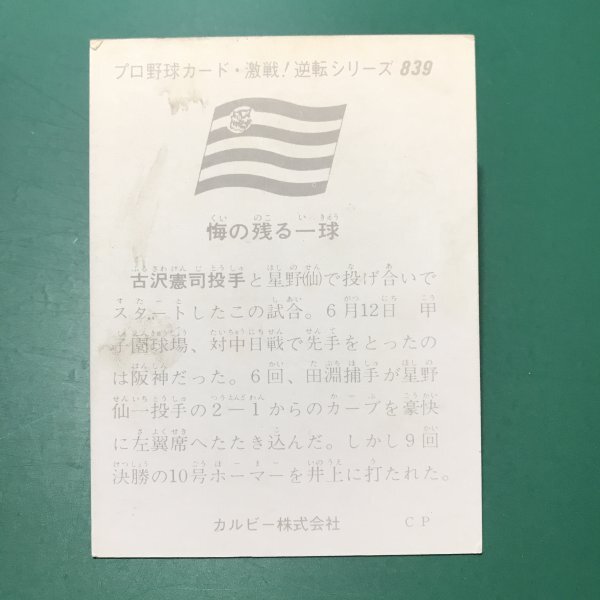 プロ野球カード・激戦!逆転シリーズ 839
悔の残る一球
古沢憲司投手と星野(仙)で投げ合いで
スタートしたこの試合。6月12日 甲
子園球場、対中日戦で先手をとったの
は阪神だった。6回、田淵捕手が星野
仙一投手の2-1からのカーブを豪快
に左翼席へたたき込んだ。しかし9回
決勝の10号ホーマーを井上に打たれた。
カルビー株式会社 CP